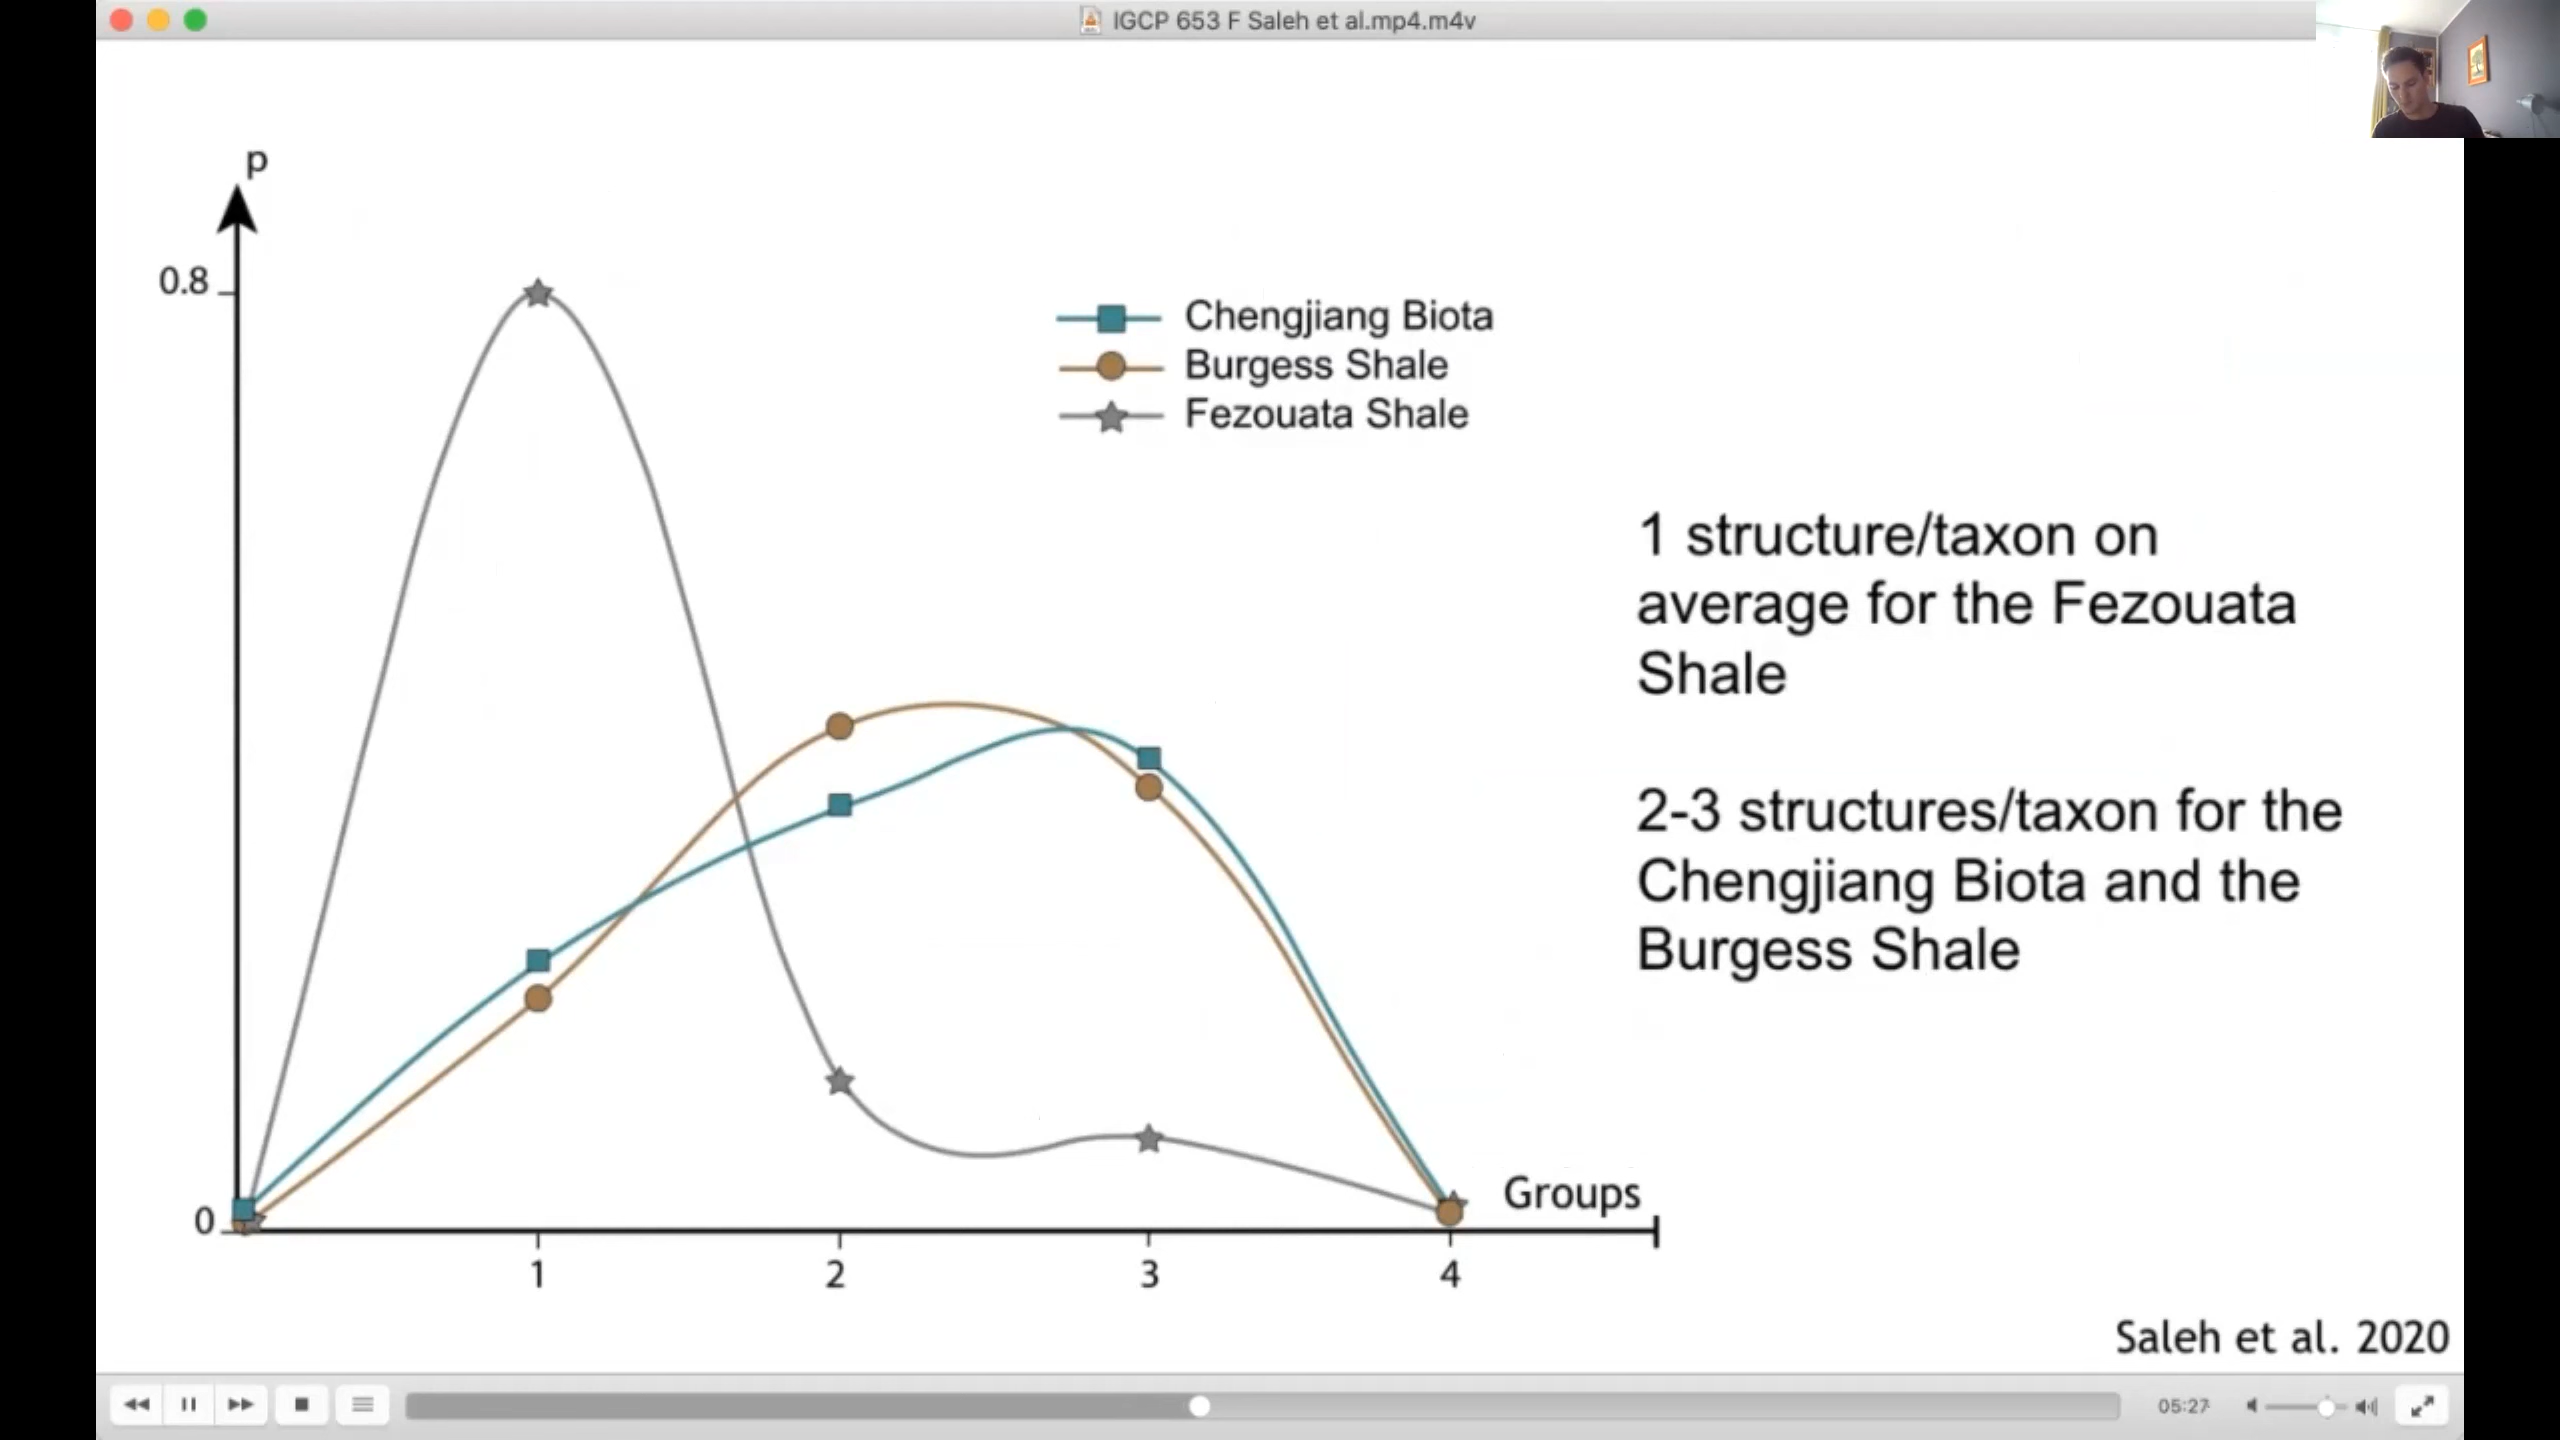 IGCP 653 F Saleh et al.mp4.m4v
p
0.8
Chengjiang Biota
Burgess Shale
Fezouata Shale
1 structure/taxon on
average for the Fezouata
Shale
2-3 structures/taxon for the
Chengjiang Biota and the
Burgess Shale
Groups
0
1 2 3 4
Saleh et al. 2020
05:27